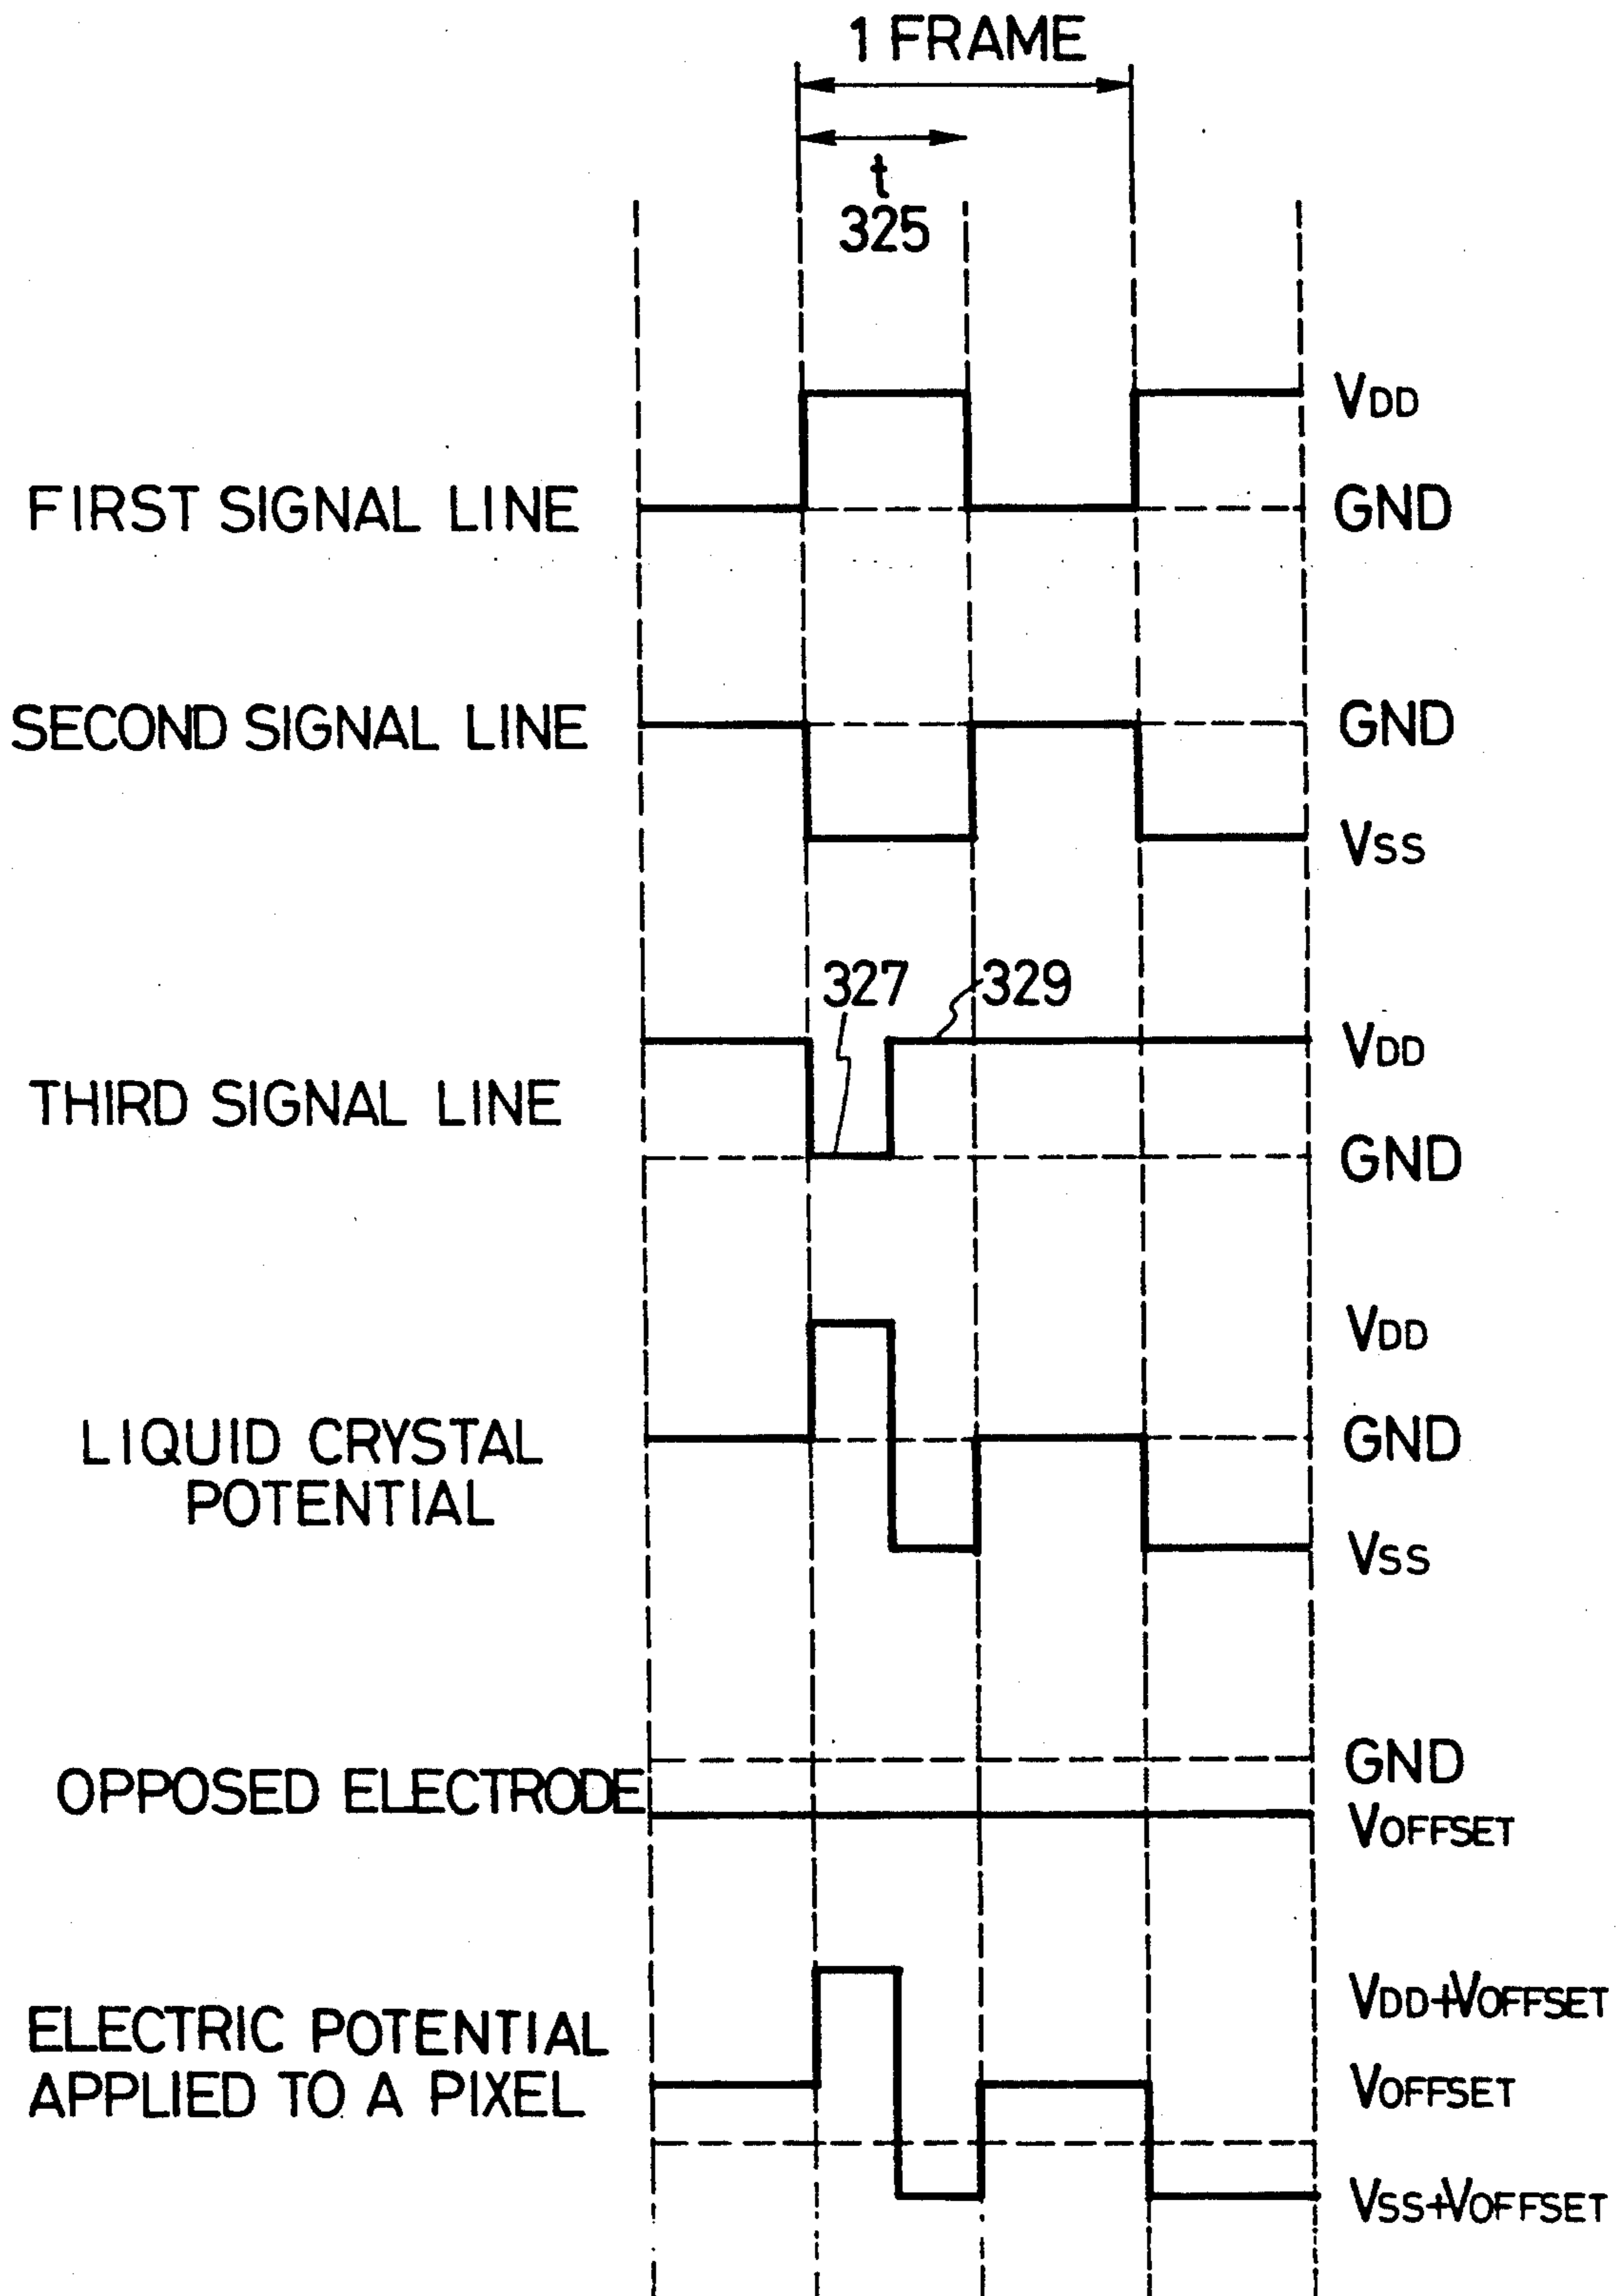 1 FRAME
t
325
VDD
FIRST SIGNAL LINE
GND
SECOND SIGNAL LINE
GND
VSS
327
329
VDD
THIRD SIGNAL LINE
GND
VDD
LIQUID CRYSTAL
POTENTIAL
GND
VSS
GND
OPPOSED ELECTRODE
VOFFSET
VDD+VOFFSET
ELECTRIC POTENTIAL
APPLIED TO A PIXEL
VOFFSET
VSS+VOFFSET